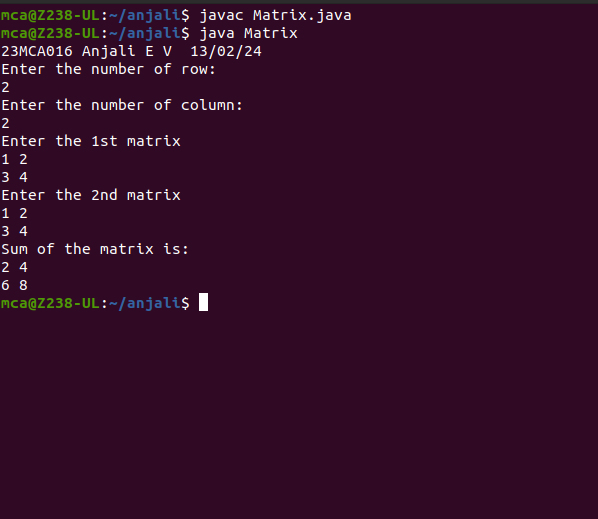 mca@Z238-UL:~/anjali$ javac Matrix.java
mca@Z238-UL:~/anjali$ java Matrix
23MCA016 Anjali E V  13/02/24
Enter the number of row:
2
Enter the number of column:
2
Enter the 1st matrix
1 2
3 4
Enter the 2nd matrix
1 2
3 4
Sum of the matrix is:
2 4
6 8
mca@Z238-UL:~/anjali$